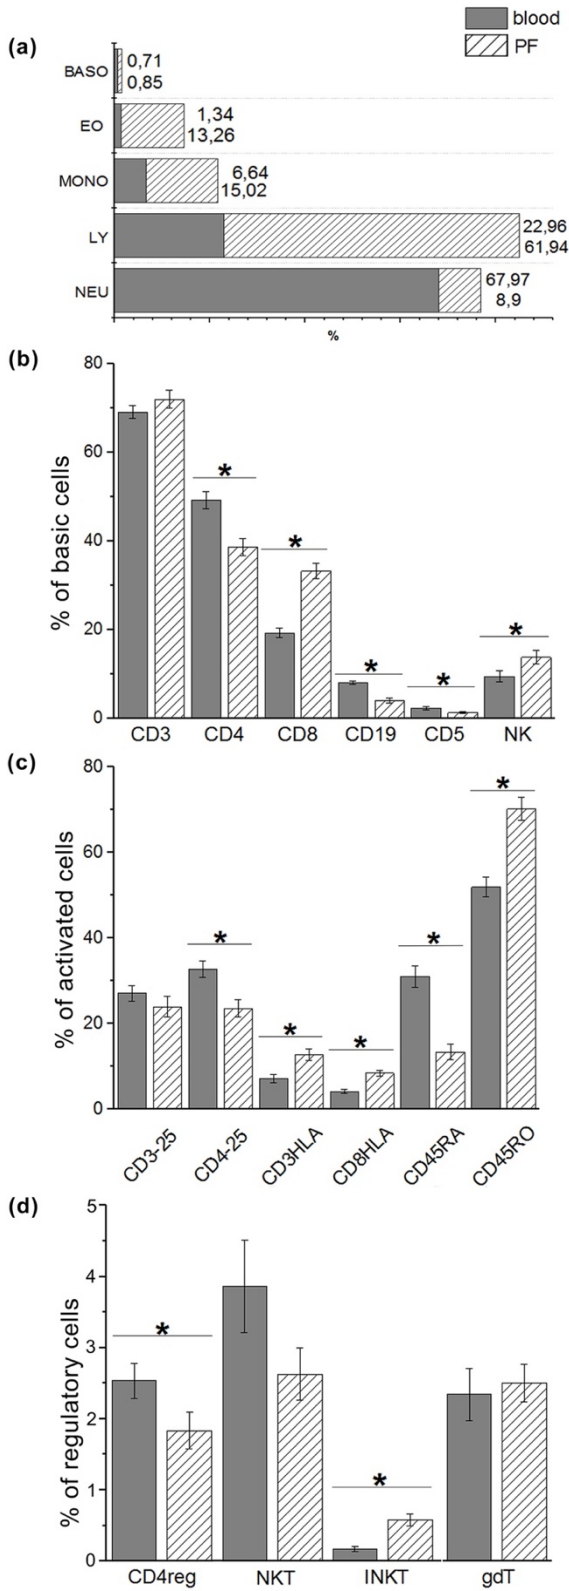 blood
PF
(a)
BASO
0,71
0,85
EO
1,34
13,26
MONO
6,64
15,02
LY
22,96
61,94
NEU
67,97
8,9
%
(b)
% of basic cells
80
60
40
20
0
*
*
*
*
*
CD3 CD4 CD8 CD19 CD5 NK
(c)
% of activated cells
80
60
40
20
0
*
*
*
*
*
CD3-25 CD4-25 CD3HLA CD8HLA CD45RA CD45RO
(d)
% of regulatory cells
5
4
3
2
1
0
*
*
CD4reg NKT INKT gdT